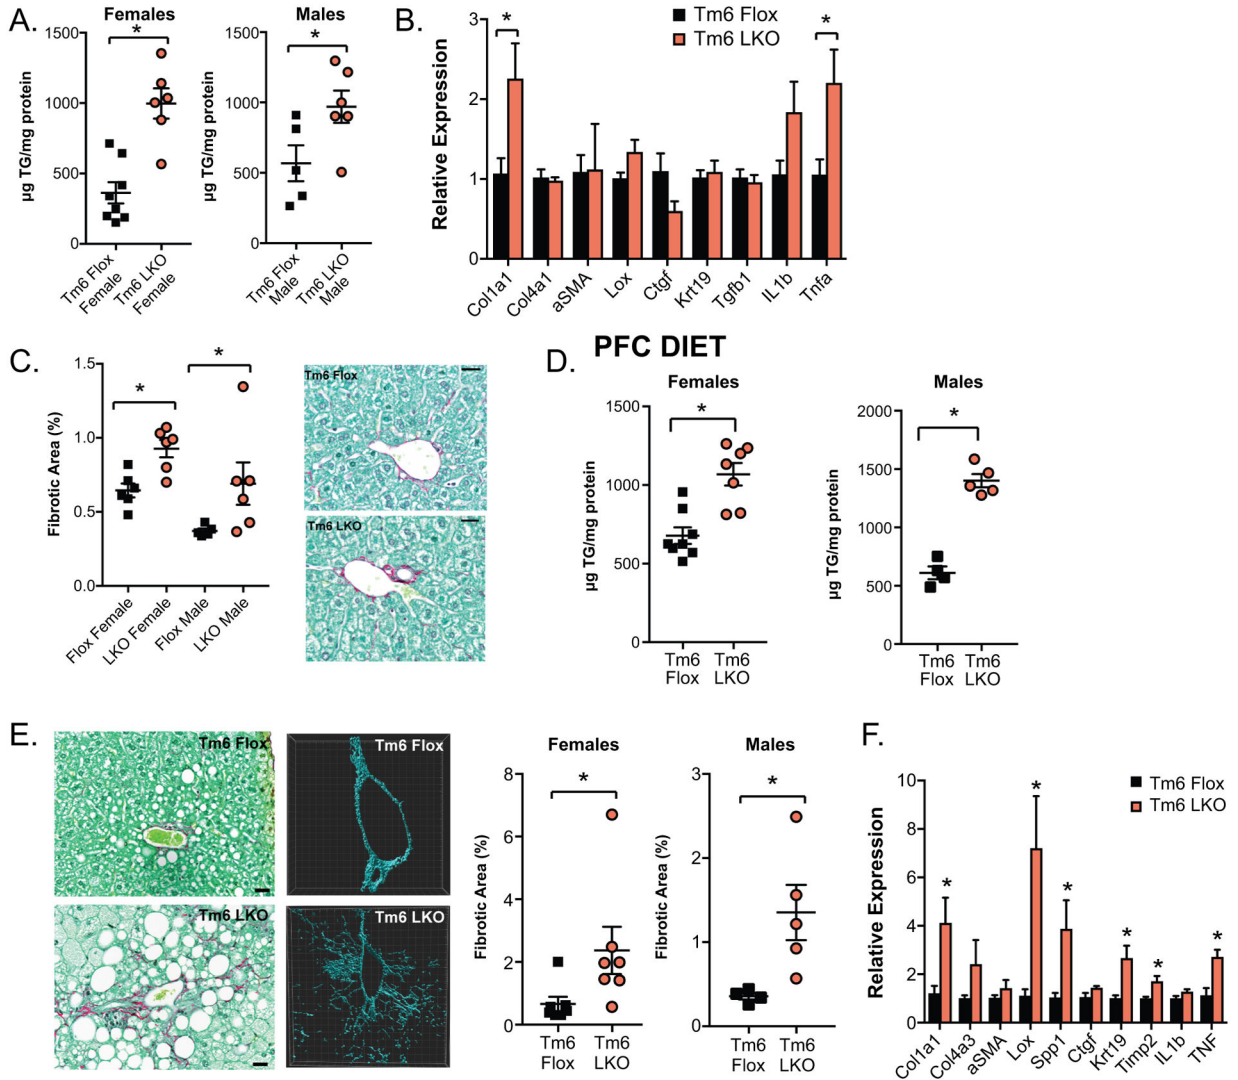 A.
Females
*
1500
1000
500
0
µg TG/mg protein
Tm6 Flox
Female
Tm6 LKO
Female
Males
*
1500
1000
500
0
µg TG/mg protein
Tm6 Flox
Male
Tm6 LKO
Male
B.
Tm6 Flox
Tm6 LKO
*
*
3
2
1
0
Relative Expression
Col1a1
Col4a1
aSMA
Lox
Ctgf
Krt19
Tgfb1
IL1b
Tnfa
C.
*
*
1.5
1.0
0.5
0.0
Fibrotic Area (%)
Flox Female
LKO Female
Flox Male
LKO Male
Tm6 Flox
Tm6 LKO
PFC DIET
D.
Females
*
1500
1000
500
0
µg TG/mg protein
Tm6
Flox
Tm6
LKO
Males
*
2000
1500
1000
500
0
µg TG/mg protein
Tm6
Flox
Tm6
LKO
E.
Tm6 Flox
Tm6 Flox
Tm6 LKO
Tm6 LKO
Females
*
8
6
4
2
0
Fibrotic Area (%)
Tm6
Flox
Tm6
LKO
Males
*
3
2
1
0
Fibrotic Area (%)
Tm6
Flox
Tm6
LKO
F.
Tm6 Flox
Tm6 LKO
*
*
*
*
*
*
10
8
6
4
2
0
Relative Expression
Col1a1
Col4a3
aSMA
Lox
Spp1
Ctgf
Krt19
Timp2
IL1b
TNF